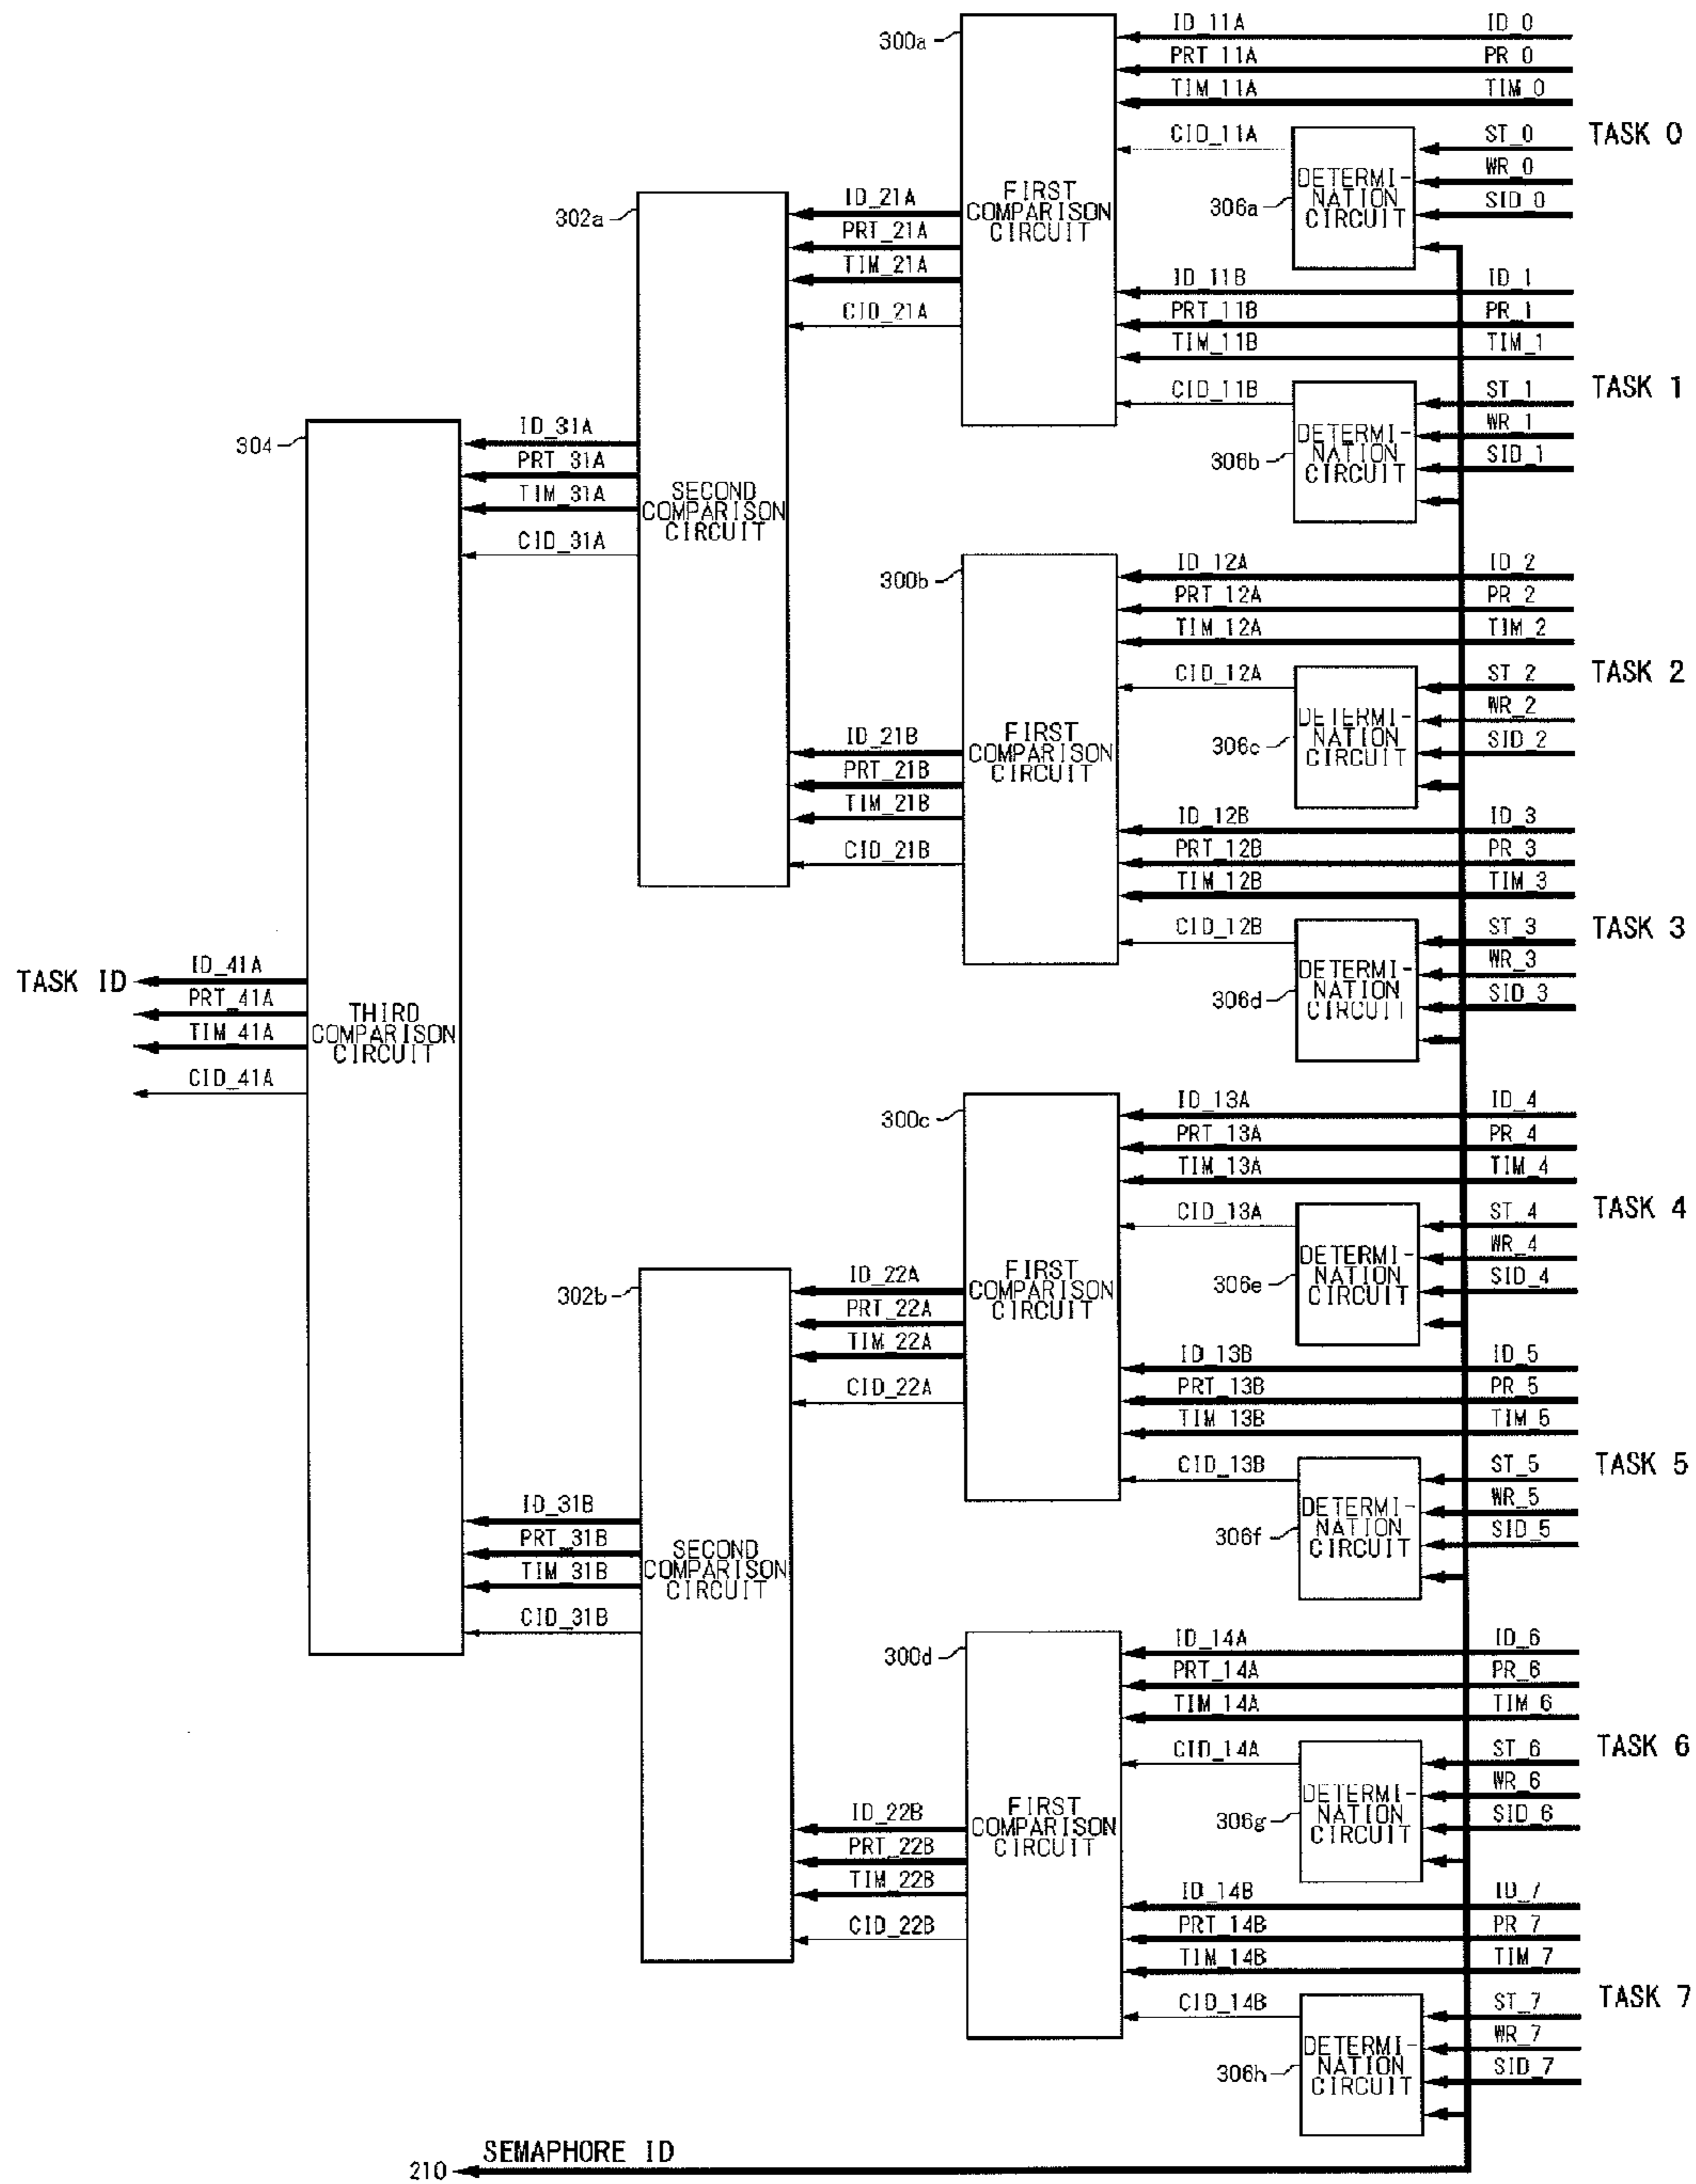 300a
ID_11A ID_0
PRT_11A PR_0
TIM_11A TIM_0
TASK 0
CID_11A ST_0
WR_0
SID_0
306a
DETERMI-
NATION
CIRCUIT
FIRST
COMPARISON
CIRCUIT
302a
ID_21A
PRT_21A
TIM_21A
CID_21A
ID_11B ID_1
PRT_11B PR_1
TIM_11B TIM_1
TASK 1
CID_11B ST_1
WR_1
SID_1
306b
DETERMI-
NATION
CIRCUIT
304
ID_31A
PRT_31A
TIM_31A
CID_31A
SECOND
COMPARISON
CIRCUIT
300b
ID_12A ID_2
PRT_12A PR_2
TIM_12A TIM_2
TASK 2
CID_12A ST_2
WR_2
SID_2
306c
DETERMI-
NATION
CIRCUIT
FIRST
COMPARISON
CIRCUIT
ID_21B
PRT_21B
TIM_21B
CID_21B
ID_12B ID_3
PRT_12B PR_3
TIM_12B TIM_3
TASK 3
CID_12B ST_3
WR_3
SID_3
306d
DETERMI-
NATION
CIRCUIT
TASK ID
ID_41A
PRT_41A
TIM_41A
CID_41A
THIRD
COMPARISON
CIRCUIT
300c
ID_13A ID_4
PRT_13A PR_4
TIM_13A TIM_4
TASK 4
CID_13A ST_4
WR_4
SID_4
306e
DETERMI-
NATION
CIRCUIT
FIRST
COMPARISON
CIRCUIT
302b
ID_22A
PRT_22A
TIM_22A
CID_22A
ID_13B ID_5
PRT_13B PR_5
TIM_13B TIM_5
TASK 5
CID_13B ST_5
WR_5
SID_5
306f
DETERMI-
NATION
CIRCUIT
ID_31B
PRT_31B
TIM_31B
CID_31B
SECOND
COMPARISON
CIRCUIT
300d
ID_14A ID_6
PRT_14A PR_6
TIM_14A TIM_6
TASK 6
CID_14A ST_6
WR_6
SID_6
306g
DETERMI-
NATION
CIRCUIT
FIRST
COMPARISON
CIRCUIT
ID_22B
PRT_22B
TIM_22B
CID_22B
ID_14B ID_7
PRT_14B PR_7
TIM_14B TIM_7
TASK 7
CID_14B ST_7
WR_7
SID_7
306h
DETERMI-
NATION
CIRCUIT
SEMAPHORE ID
210